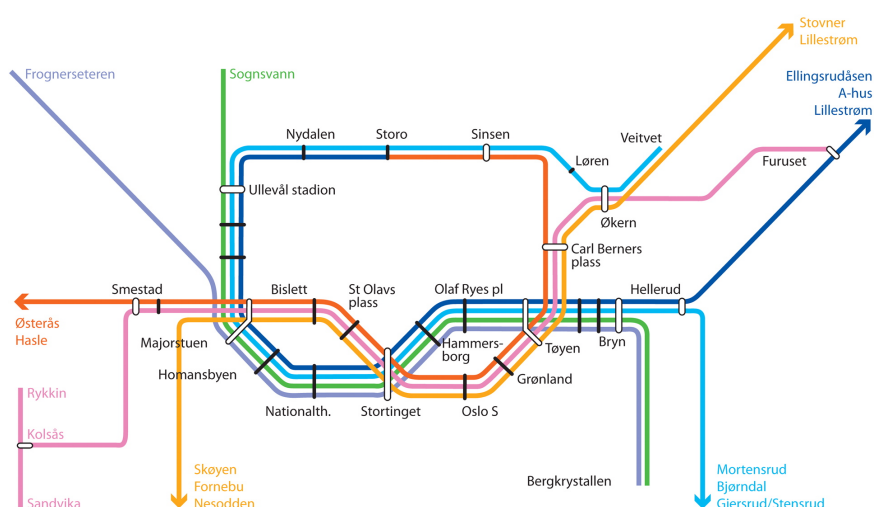 Stovner
Lillestrøm
Frognerseteren
Sognsvann
Ellingsrudåsen
A-hus
Lillestrøm
Nydalen
Storo
Sinsen
Veitvet
Løren
Furuset
Ullevål stadion
Økern
Carl Berners
plass
Smestad
Bislett
St Olavs
plass
Olaf Ryes pl
Hellerud
Østerås
Hasle
Majorstuen
Hammers-
borg
Tøyen
Bryn
Homansbyen
Grønland
Rykkin
Nationalth.
Stortinget
Oslo S
Kolsås
Skøyen
Fornebu
Nesodden
Bergkrystallen
Mortensrud
Bjørndal
Gjersrud/Stensrud
Sandvika